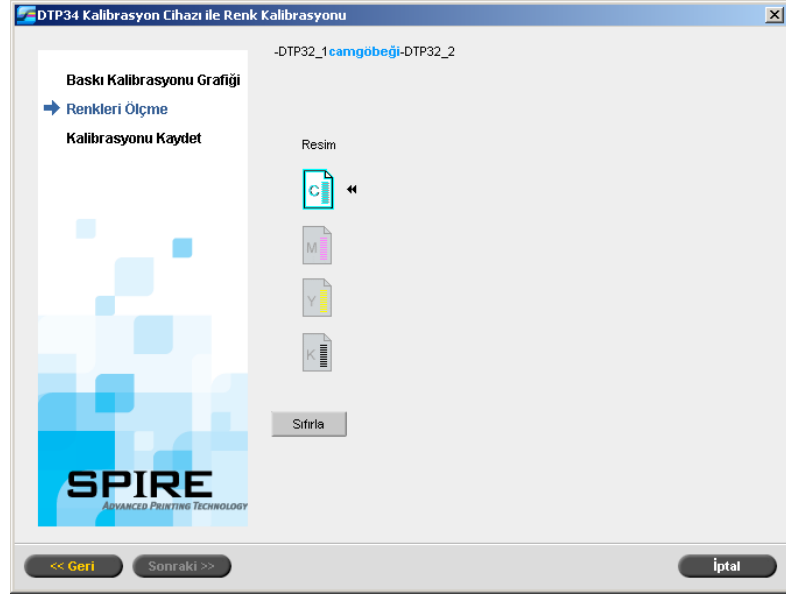 DTP34 Kalibrasyon Cihazı ile Renk Kalibrasyonu
-DTP32_1camgöbeği-DTP32_2
Baskı Kalibrasyonu Grafiği
Renkleri Ölçme
Kalibrasyonu Kaydet
Resim
C
M
Y
K
Sıfırla
SPIRE
ADVANCED PRINTING TECHNOLOGY
<< Geri
Sonraki >>
İptal